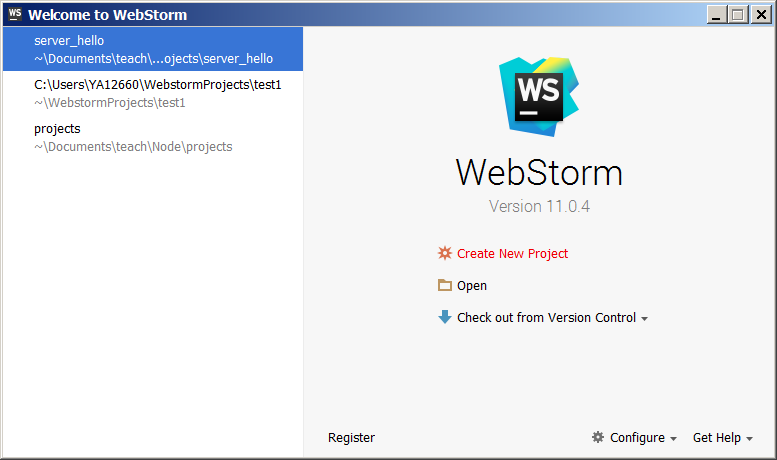 Welcome to WebStorm
server_hello
~\Documents\teach\...ojects\server_hello
C:\Users\YA12660\WebstormProjects\test1
~\WebstormProjects\test1
projects
~\Documents\teach\Node\projects
WS
WebStorm
Version 11.0.4
Create New Project
Open
Check out from Version Control
Register
Configure
Get Help